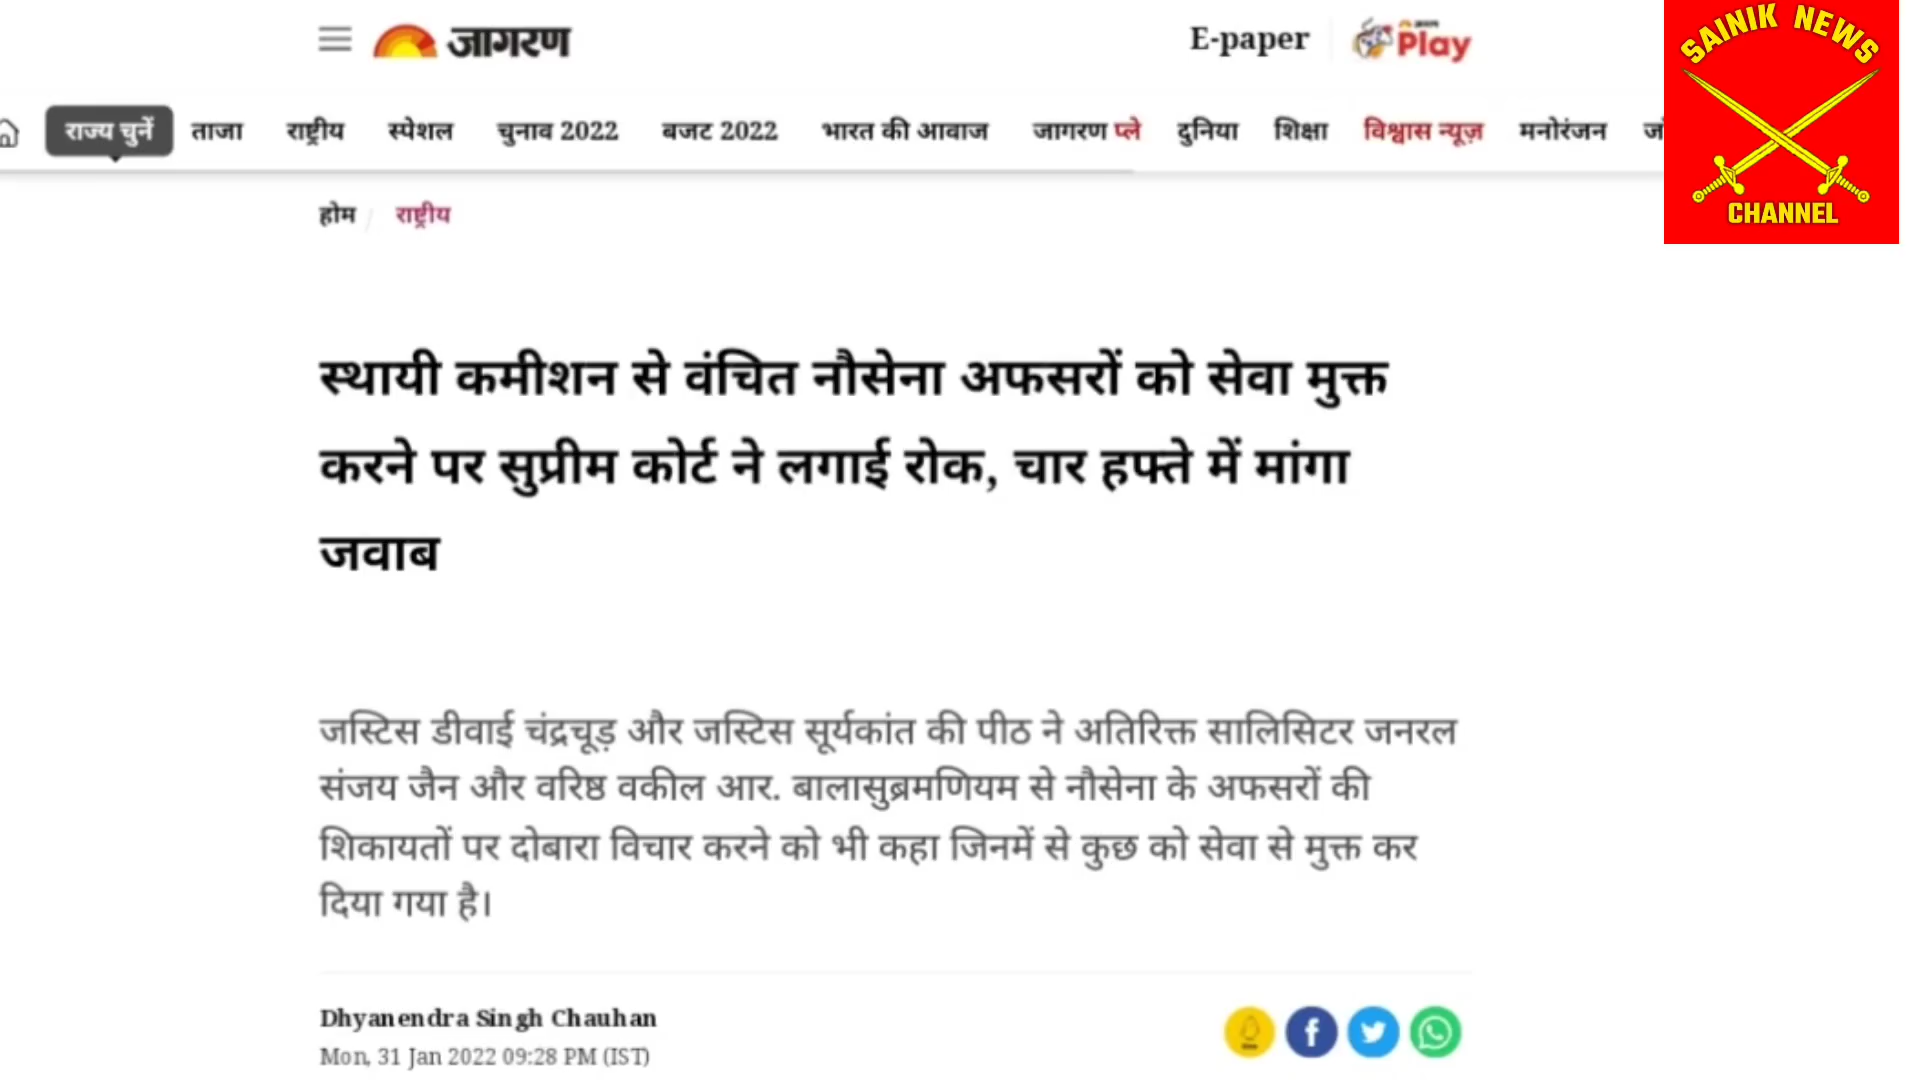 जागरण
E-paper
Play
SAINIK NEWS
CHANNEL
राज्य चुनें ताजा राष्ट्रीय स्पेशल चुनाव 2022 बजट 2022 भारत की आवाज जागरण प्ले दुनिया शिक्षा विश्वास न्यूज़ मनोरंजन
होम / राष्ट्रीय
स्थायी कमीशन से वंचित नौसेना अफसरों को सेवा मुक्त
करने पर सुप्रीम कोर्ट ने लगाई रोक, चार हफ्ते में मांगा
जवाब
जस्टिस डीवाई चंद्रचूड़ और जस्टिस सूर्यकांत की पीठ ने अतिरिक्त सालिसिटर जनरल
संजय जैन और वरिष्ठ वकील आर. बालासुब्रमणियम से नौसेना के अफसरों की
शिकायतों पर दोबारा विचार करने को भी कहा जिनमें से कुछ को सेवा से मुक्त कर
दिया गया है।
Dhyanendra Singh Chauhan
Mon, 31 Jan 2022 09:28 PM (IST)